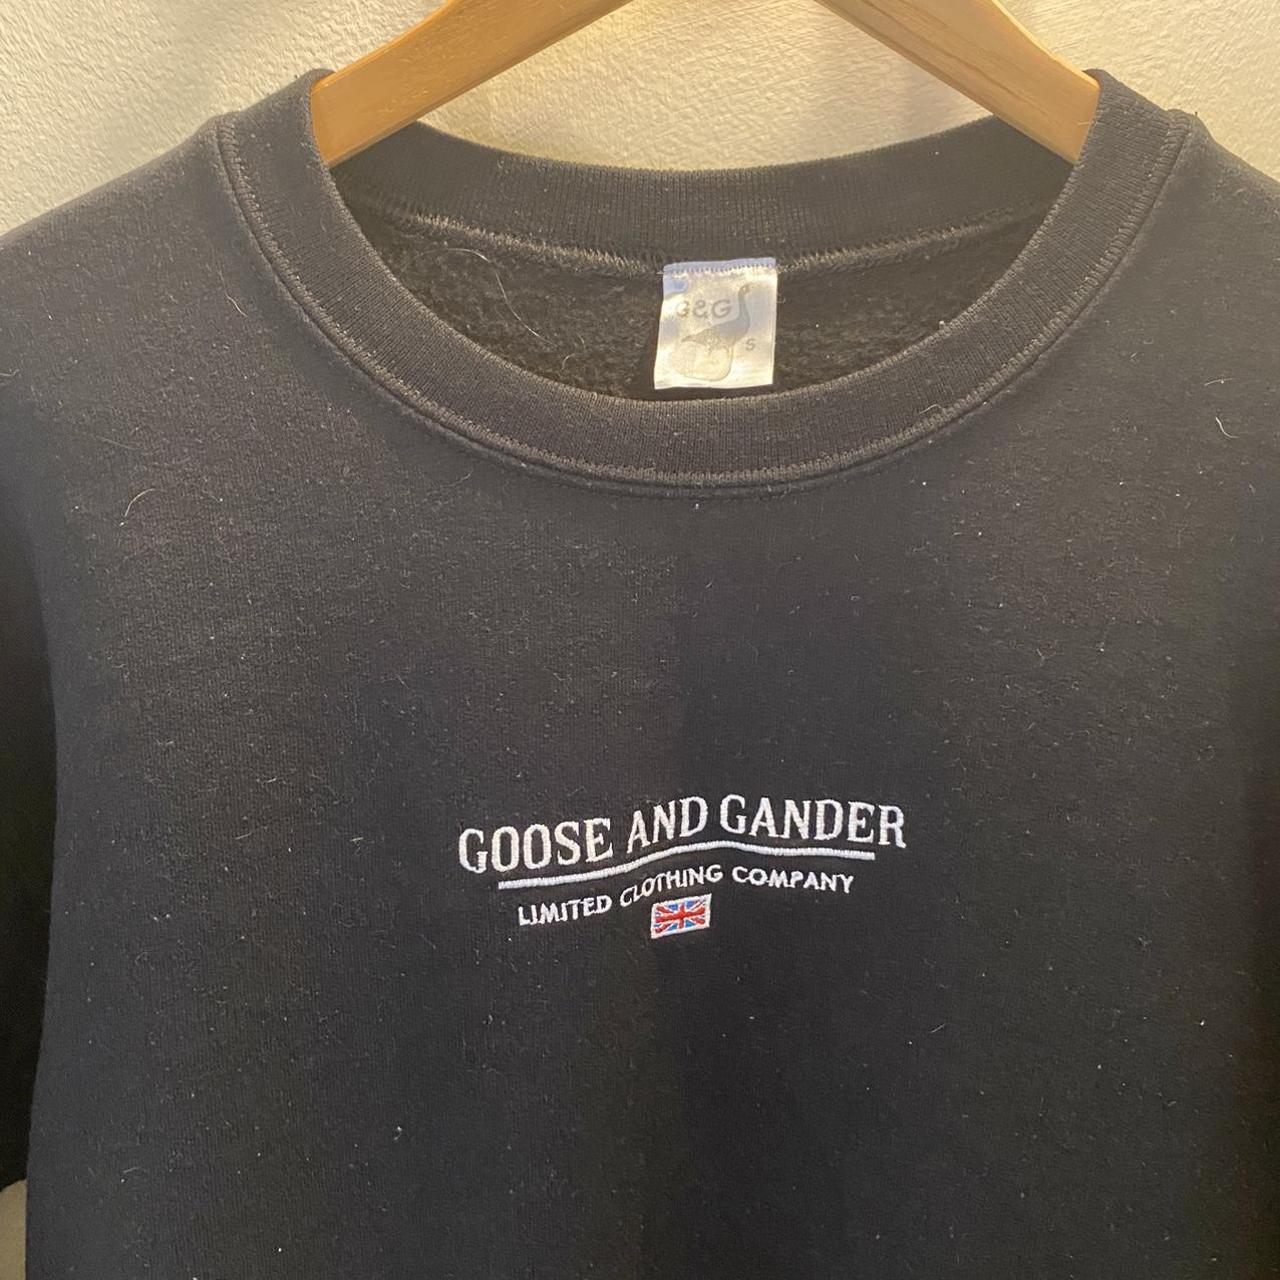 G&G
S
GOOSE AND GANDER
LIMITED CLOTHING COMPANY